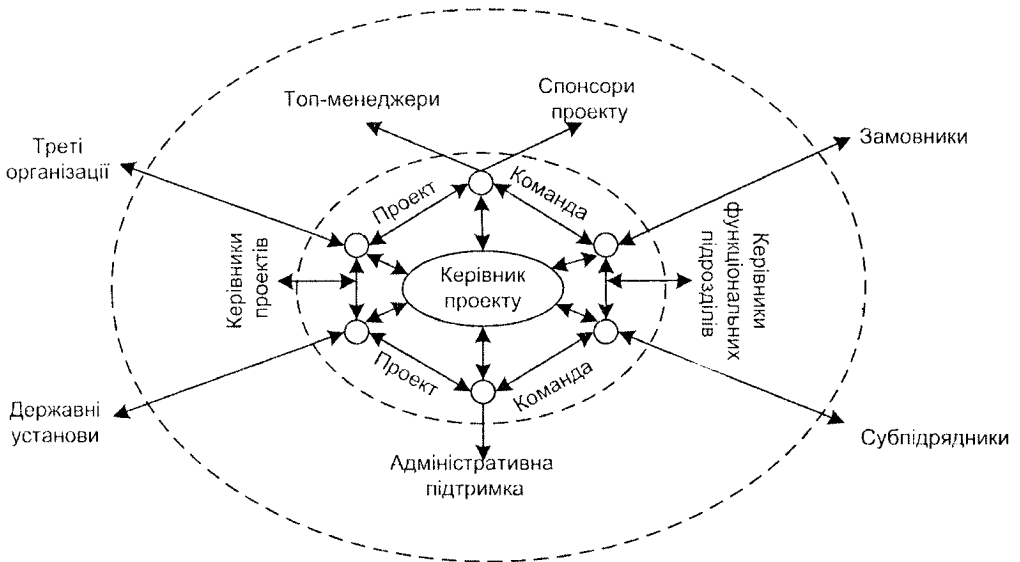 Топ-менеджери
Спонсори
проекту
Треті
організації
Замовники
Проект
Команда
Керівники
проектів
Керівник
проекту
Керівники
функціональних
підрозділів
Проект
Команда
Державні
установи
Субпідрядники
Адміністративна
підтримка